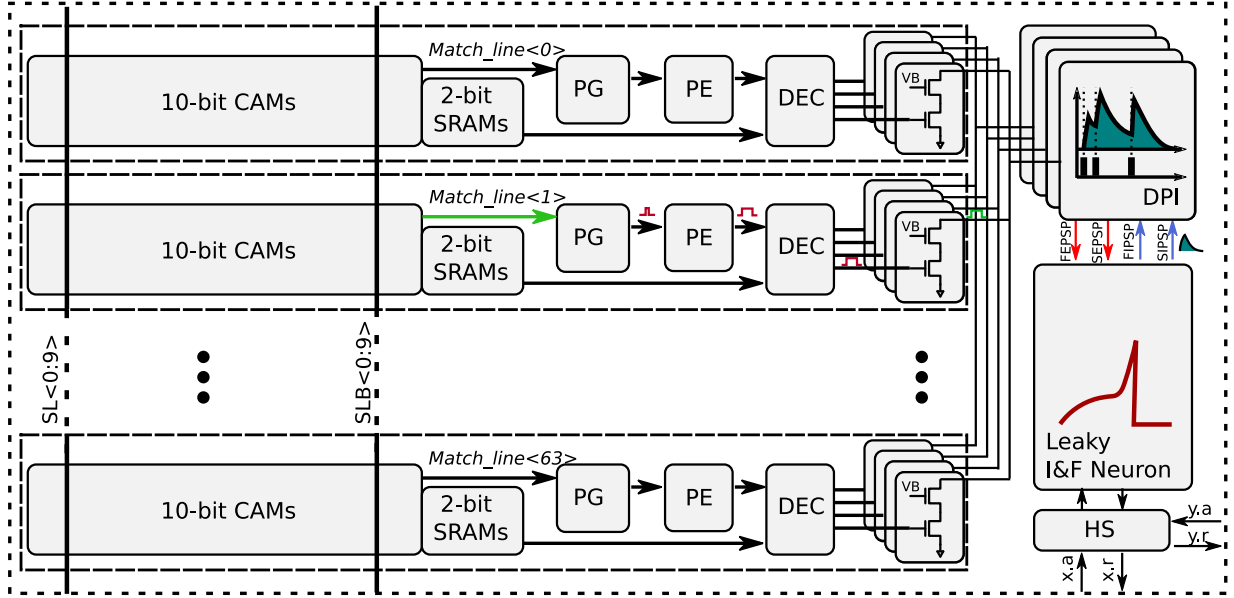 Match_line<0>
10-bit CAMs
2-bit
SRAMs
PG
PE
DEC
VB
DPI
Match_line<1>
10-bit CAMs
2-bit
SRAMs
PG
PE
DEC
VB
FEPSP
SEPSP
FIPSP
SIPSP
SL<0:9>
SLB<0:9>
Leaky
I&F Neuron
Match_line<63>
10-bit CAMs
2-bit
SRAMs
PG
PE
DEC
VB
HS
y.a
y.r
x.a
x.r